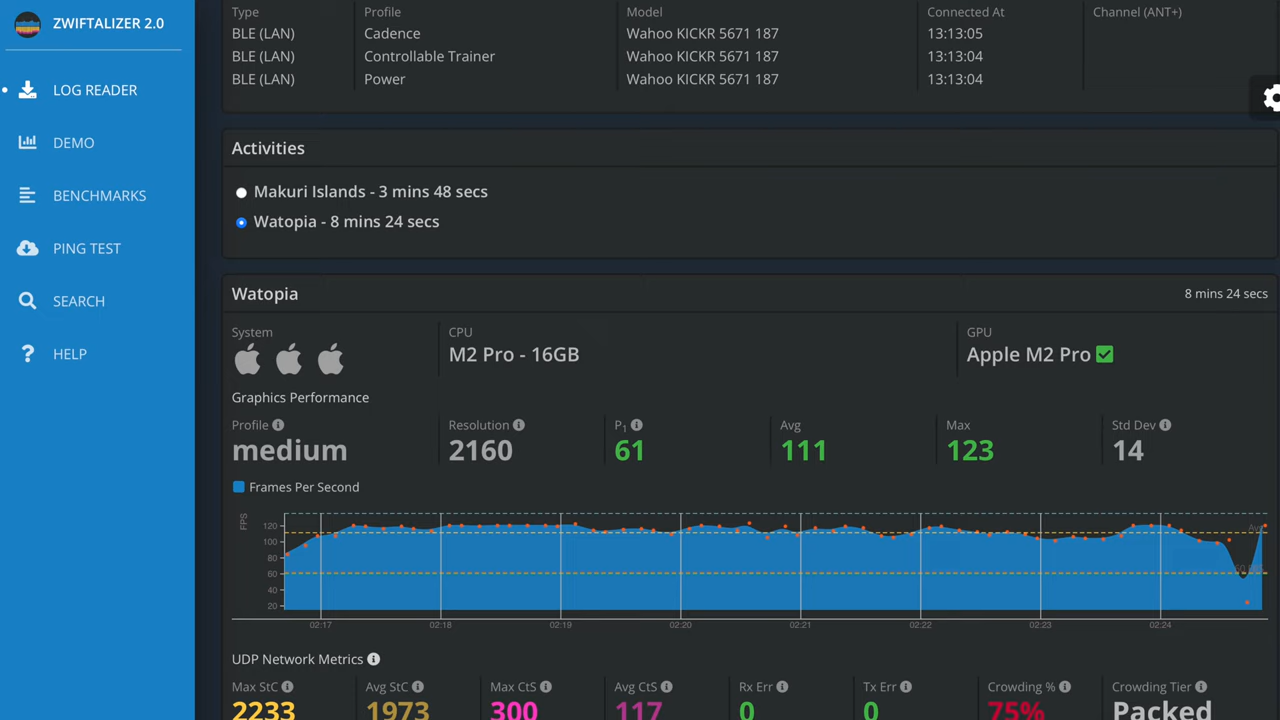 ZWIFTALIZER 2.0
LOG READER
DEMO
BENCHMARKS
PING TEST
SEARCH
HELP
Type Profile Model Connected At Channel (ANT+)
BLE (LAN) Cadence Wahoo KICKR 5671 187 13:13:05
BLE (LAN) Controllable Trainer Wahoo KICKR 5671 187 13:13:04
BLE (LAN) Power Wahoo KICKR 5671 187 13:13:04
Activities
Makuri Islands - 3 mins 48 secs
Watopia - 8 mins 24 secs
Watopia 8 mins 24 secs
System CPU GPU
M2 Pro - 16GB Apple M2 Pro
Graphics Performance
Profile Resolution P1 Avg Max Std Dev
medium 2160 61 111 123 14
Frames Per Second
FPS
120
100
80
60
40
20
02:17 02:18 02:19 02:20 02:21 02:22 02:23 02:24
UDP Network Metrics
Max StC Avg StC Max CtS Avg CtS Rx Err Tx Err Crowding % Crowding Tier
2233 1973 300 117 0 0 75% Packed